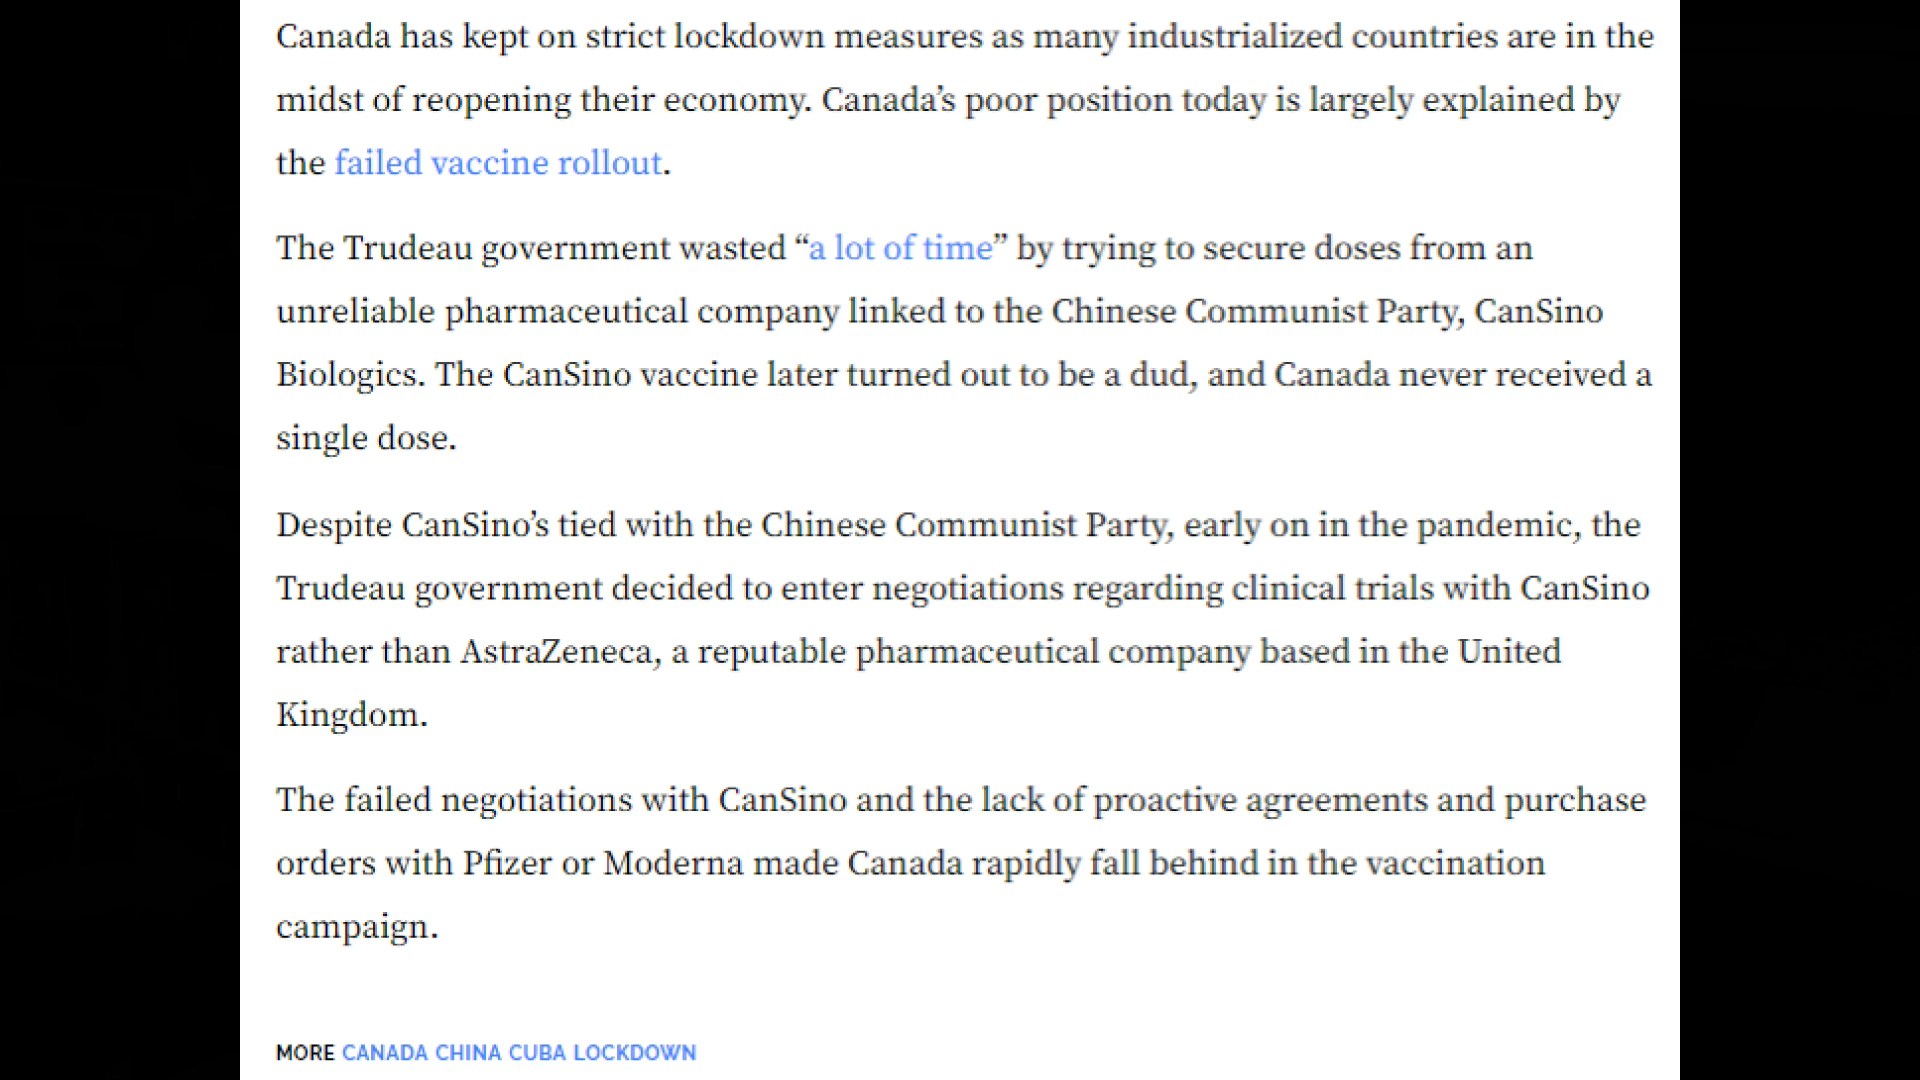 Canada has kept on strict lockdown measures as many industrialized countries are in the
midst of reopening their economy. Canada’s poor position today is largely explained by
the failed vaccine rollout.
The Trudeau government wasted “a lot of time” by trying to secure doses from an
unreliable pharmaceutical company linked to the Chinese Communist Party, CanSino
Biologics. The CanSino vaccine later turned out to be a dud, and Canada never received a
single dose.
Despite CanSino’s tied with the Chinese Communist Party, early on in the pandemic, the
Trudeau government decided to enter negotiations regarding clinical trials with CanSino
rather than AstraZeneca, a reputable pharmaceutical company based in the United
Kingdom.
The failed negotiations with CanSino and the lack of proactive agreements and purchase
orders with Pfizer or Moderna made Canada rapidly fall behind in the vaccination
campaign.
MORE CANADA CHINA CUBA LOCKDOWN